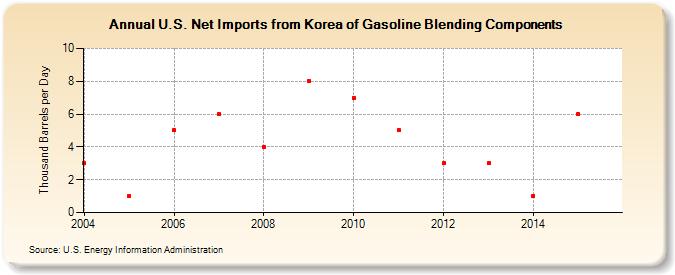 Annual U.S. Net Imports from Korea of Gasoline Blending Components
Thousand Barrels per Day
10
8
6
4
2
0
2004 2006 2008 2010 2012 2014
Source: U.S. Energy Information Administration